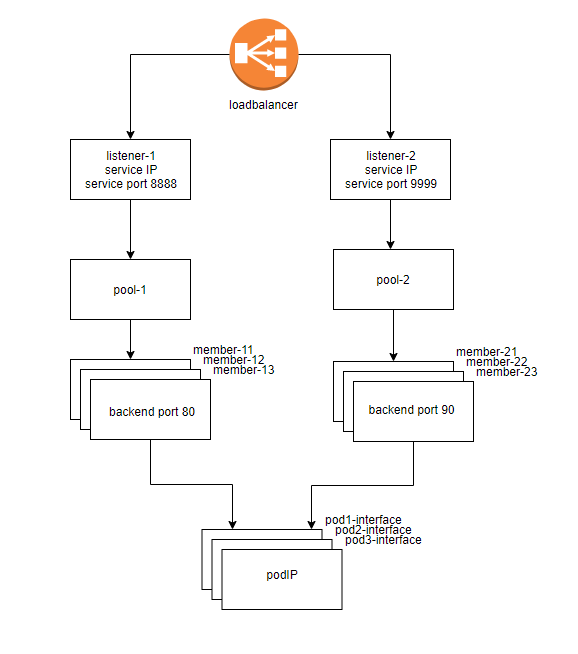 loadbalancer
listener-1
service IP
service port 8888
listener-2
service IP
service port 9999
pool-1
pool-2
member-11
member-12
member-13
backend port 80
member-21
member-22
member-23
backend port 90
pod1-interface
pod2-interface
pod3-interface
podIP